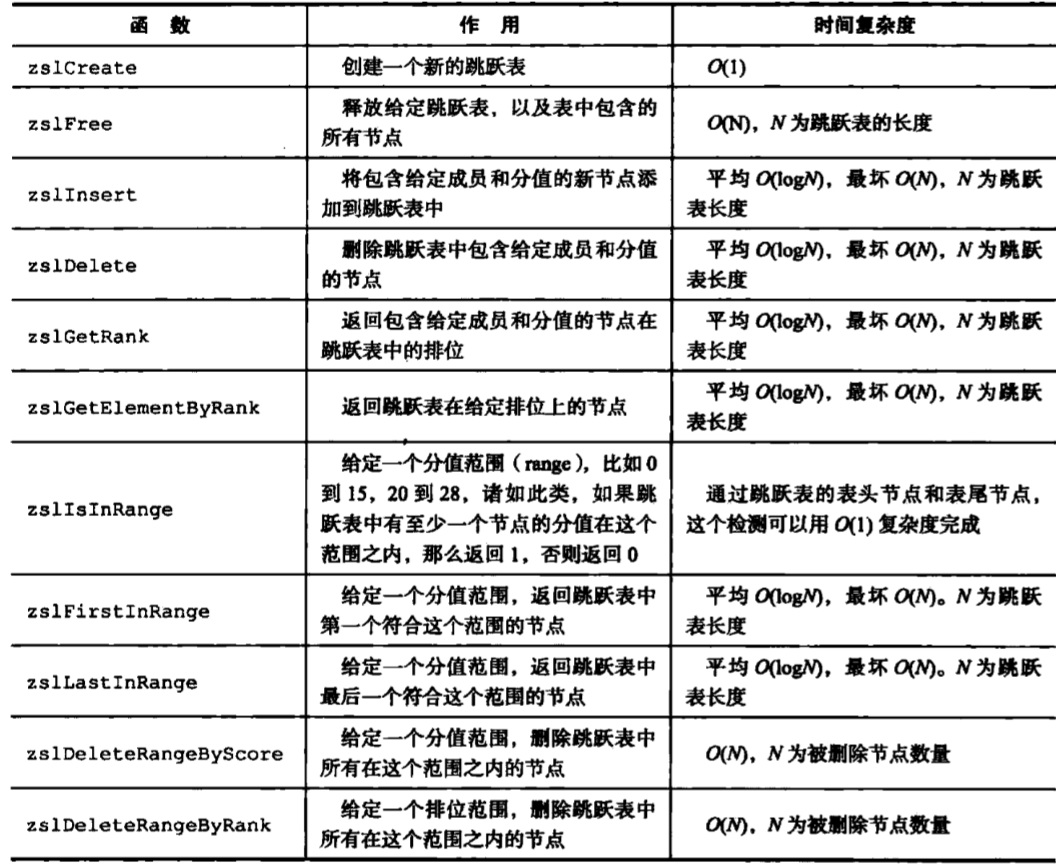 函 数 作 用 时间复杂度
zslCreate 创建一个新的跳跃表 O(1)
zslFree 释放给定跳跃表，以及表中包含的
所有节点 O(N)，N 为跳跃表的长度
zslInsert 将包含给定成员和分值的新节点添
加到跳跃表中 平均 O(logN)，最坏 O(N)，N 为跳跃
表长度
zslDelete 删除跳跃表中包含给定成员和分值
的节点 平均 O(logN)，最坏 O(N)，N 为跳跃
表长度
zslGetRank 返回包含给定成员和分值的节点在
跳跃表中的排位 平均 O(logN)，最坏 O(N)，N 为跳跃
表长度
zslGetElementByRank 返回跳跃表在给定排位上的节点 平均 O(logN)，最坏 O(N)，N 为跳跃
表长度
zslIsInRange 给定一个分值范围（range），比如 0
到 15，20 到 28，诸如此类，如果跳
跃表中有至少一个节点的分值在这个
范围之内，那么返回 1，否则返回 0 通过跳跃表的表头节点和表尾节点，
这个检测可以用 O(1) 复杂度完成
zslFirstInRange 给定一个分值范围，返回跳跃表中
第一个符合这个范围的节点 平均 O(logN)，最坏 O(N)。N 为跳跃
表长度
zslLastInRange 给定一个分值范围，返回跳跃表中
最后一个符合这个范围的节点 平均 O(logN)，最坏 O(N)。N 为跳跃
表长度
zslDeleteRangeByScore 给定一个分值范围，删除跳跃表中
所有在这个范围之内的节点 O(N)，N 为被删除节点数量
zslDeleteRangeByRank 给定一个排位范围，删除跳跃表中
所有在这个范围之内的节点 O(N)，N 为被删除节点数量